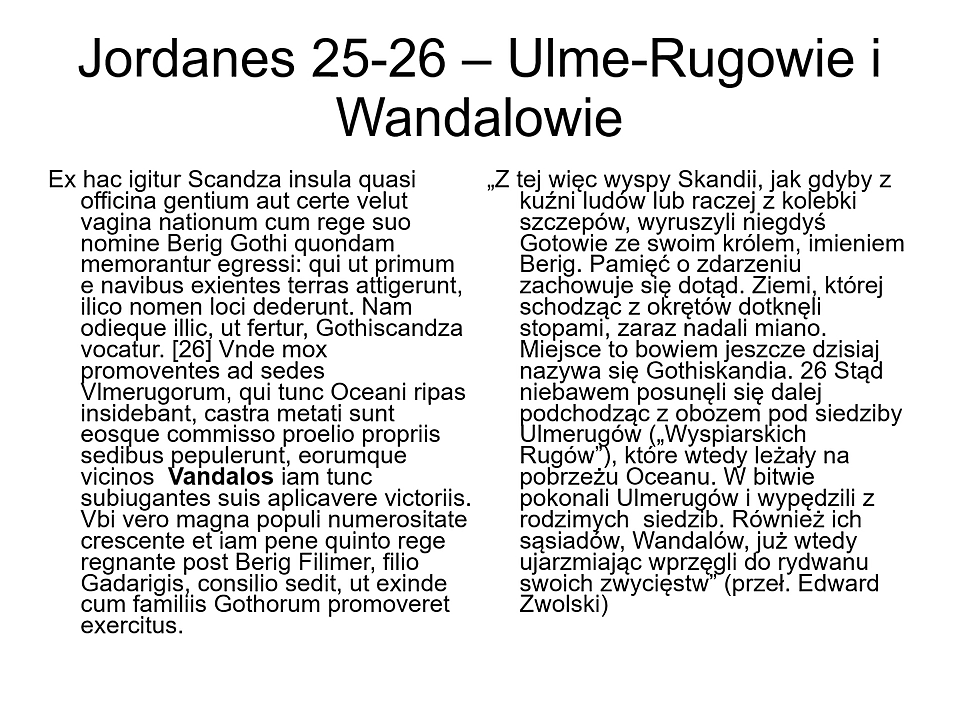 Jordanes 25-26 – Ulme-Rugowie i
Wandalowie
Ex hac igitur Scandza insula quasi
officina gentium aut certe velut
vagina nationum cum rege suo
nomine Berig Gothi quondam
memorantur egressi: qui ut primum
e navibus exientes terras attigerunt,
ilico nomen loci dederunt. Nam
odieque illic, ut fertur, Gothiscandza
vocatur. [26] Vnde mox
promoventes ad sedes
Vlmerugorum, qui tunc Oceani ripas
insidebant, castra metati sunt
eosque commisso proelio propriis
sedibus pepulerunt, eorumque
vicinos Vandalos iam tunc
subiugantes suis aplicavere victoriis.
Vbi vero magna populi numerositate
crescente et iam pene quinto rege
regnante post Berig Filimer, filio
Gadarigis, consilio sedit, ut exinde
cum familiis Gothorum promoveret
exercitus.
„Z tej więc wyspy Skandii, jak gdyby z
kuźni ludów lub raczej z kolebki
szczepów, wyruszyli niegdyś
Gotowie ze swoim królem, imieniem
Berig. Pamięć o zdarzeniu
zachowuje się dotąd. Ziemi, której
schodząc z okrętów dotknęli
stopami, zaraz nadali miano.
Miejsce to bowiem jeszcze dzisiaj
nazywa się Gothiskandia. 26 Stąd
niebawem posunęli się dalej
podchodząc z obozem pod siedziby
Ulmerugów („Wyspiarskich
Rugów”), które wtedy leżały na
pobrzeżu Oceanu. W bitwie
pokonali Ulmerugów i wypędzili z
rodzimych siedzib. Również ich
sąsiadów, Wandalów, już wtedy
ujarzmiając wprzęgli do rydwanu
swoich zwycięstw” (przeł. Edward
Zwolski)